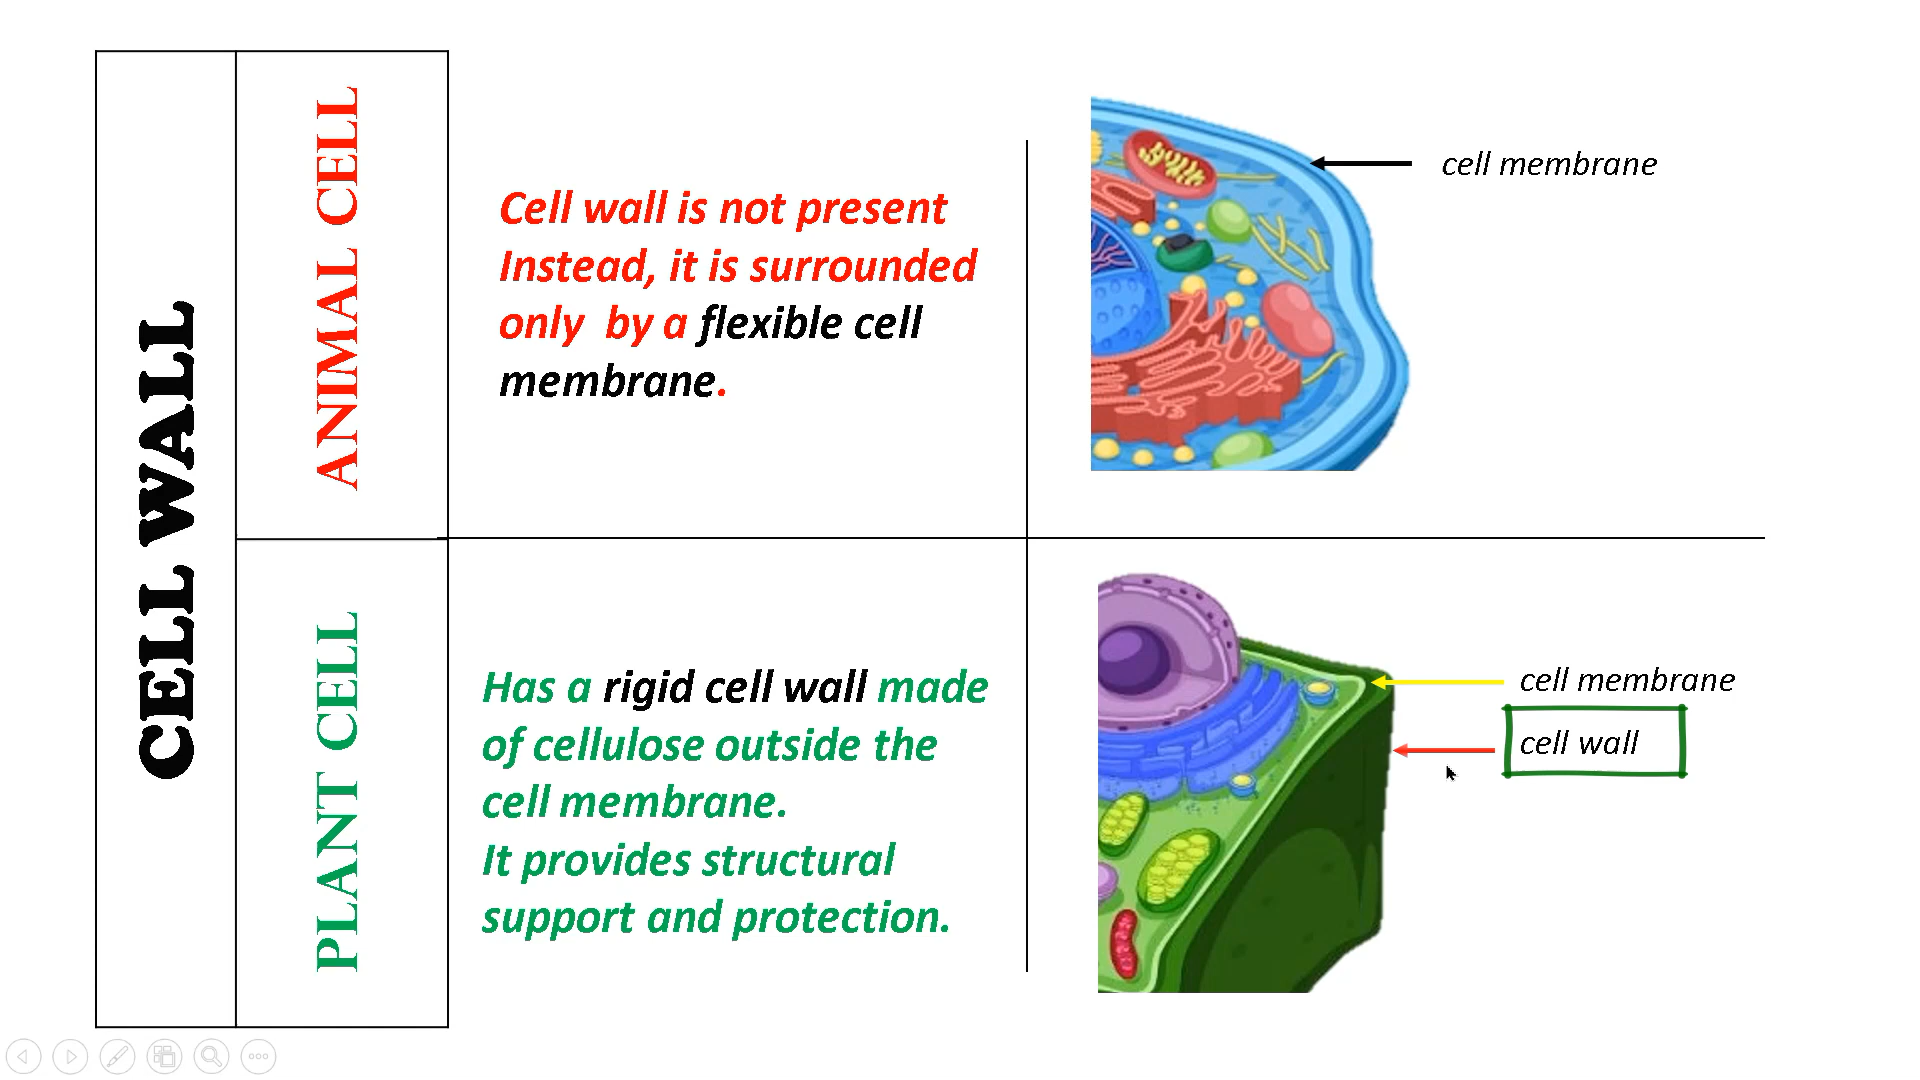 CELL WALL
ANIMAL CELL
Cell wall is not present
Instead, it is surrounded
only by a flexible cell
membrane.
cell membrane
PLANT CELL
Has a rigid cell wall made
of cellulose outside the
cell membrane.
It provides structural
support and protection.
cell membrane
cell wall